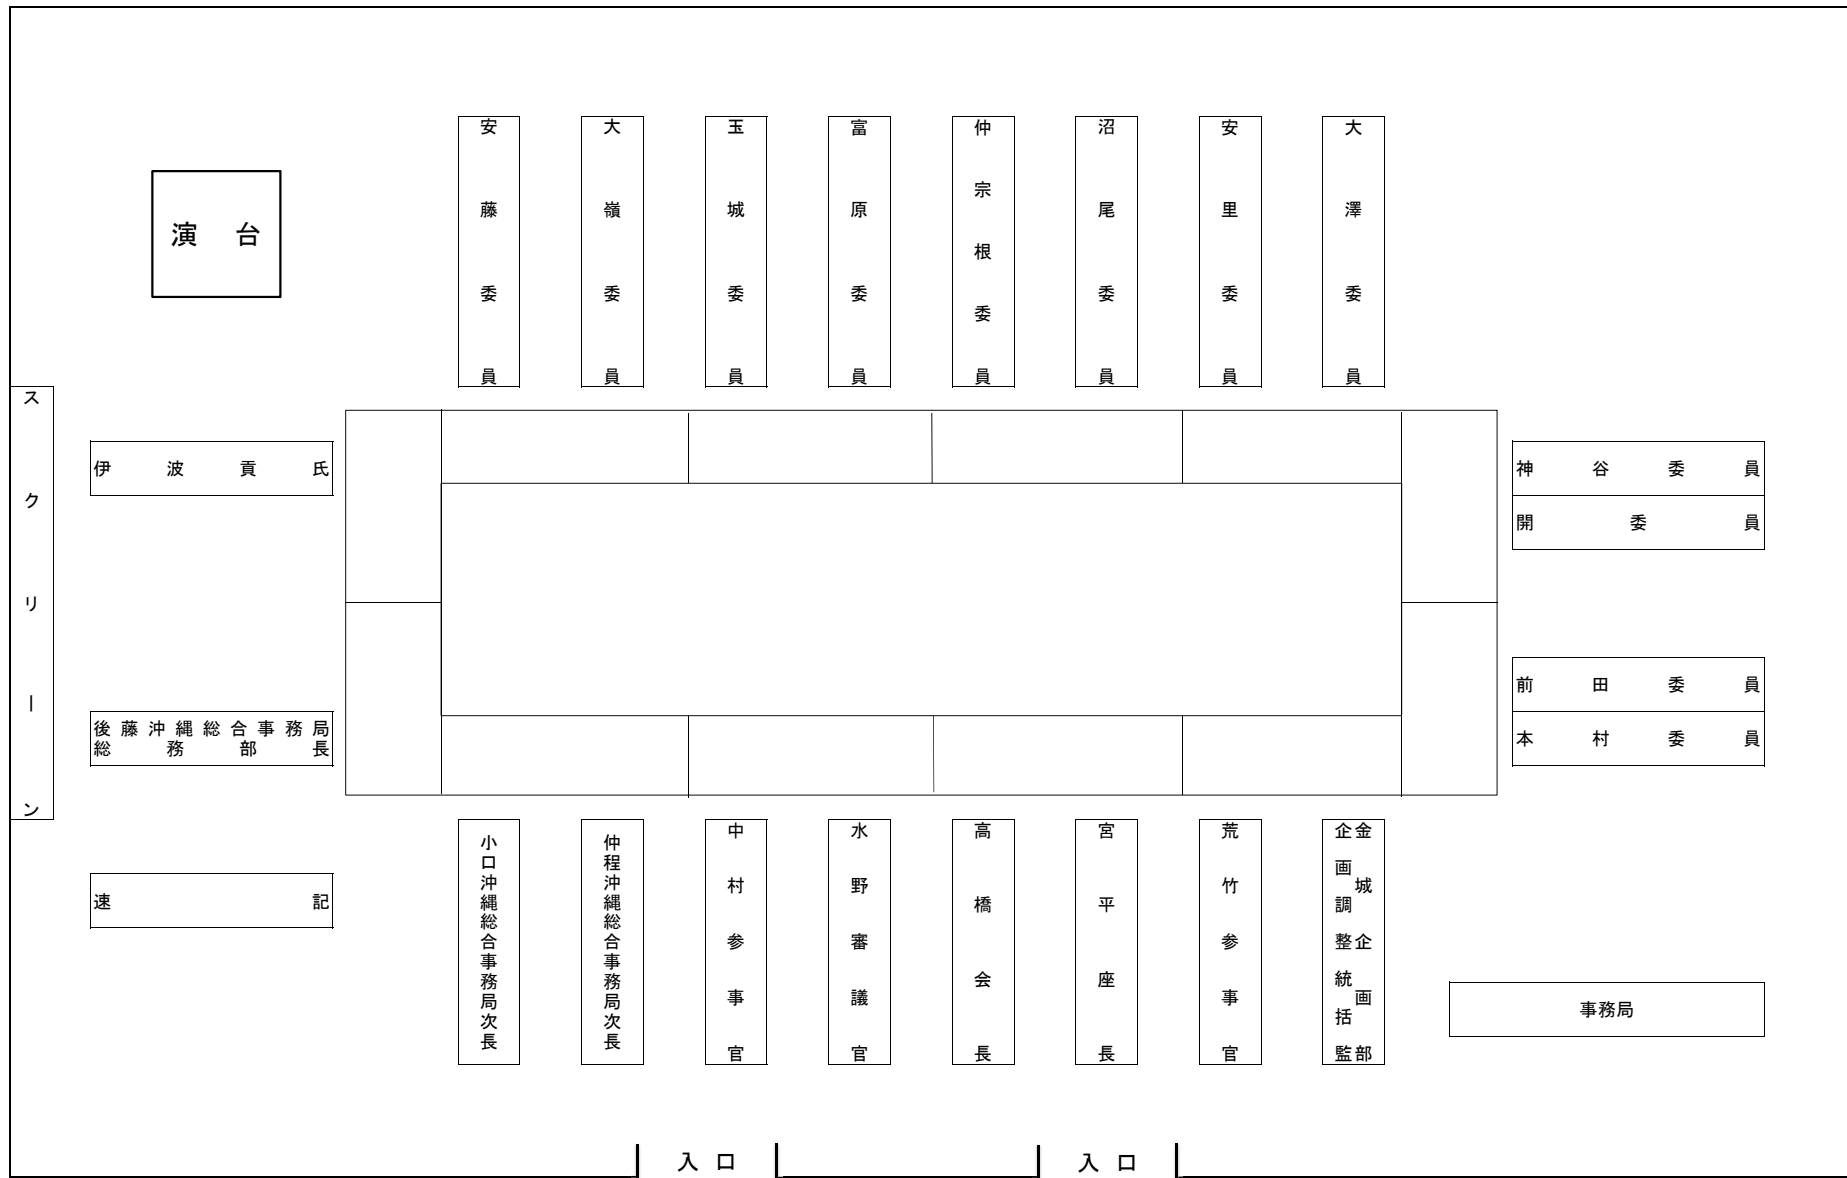 安藤委員
大嶺委員
玉城委員
富原委員
仲宗根委員
沼尾委員
安里委員
大澤委員
演台
スクリーン
伊波貢氏
神谷委員
開委員
前田委員
本村委員
後藤沖縄総合事務局
総務部長
速記
小口沖縄総合事務局次長
仲程沖縄総合事務局次長
中村参事官
水野審議官
高橋会長
宮平座長
荒竹参事官
金城企画部
企画調整統括監
事務局
入口
入口